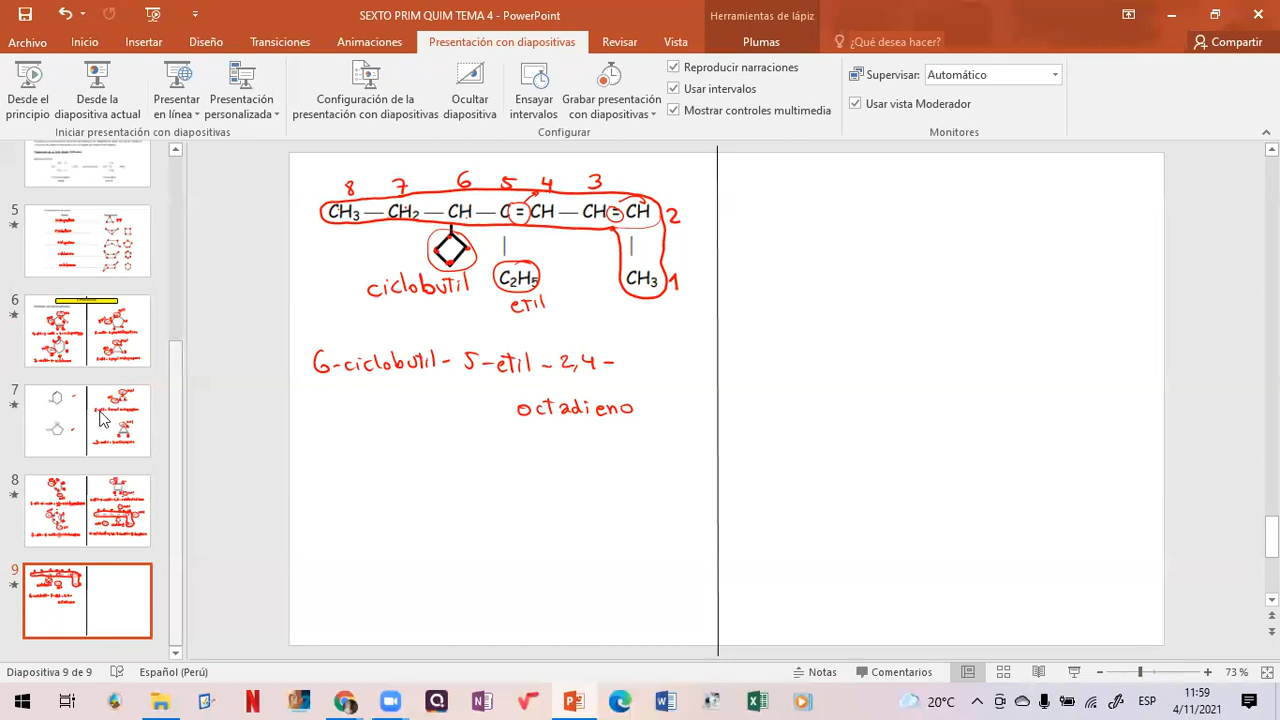 SEXTO PRIM QUIM TEMA 4 - PowerPoint
Herramientas de lápiz
Archivo Inicio Insertar Diseño Transiciones Animaciones Presentación con diapositivas Revisar Vista Plumas ¿Qué desea hacer? Compartir
Desde el principio
Desde la diapositiva actual
Presentar en línea
Presentación personalizada
Configuración de la presentación con diapositivas
Ocultar diapositiva
Ensayar intervalos
Grabar presentación con diapositivas
Reproducir narraciones
Usar intervalos
Mostrar controles multimedia
Supervisar: Automático
Usar vista Moderador
Iniciar presentación con diapositivas
Configurar
Monitores
5
6
7
8
9
8 7 6 5 4 3
CH3 — CH2 — CH — C = CH — CH = CH 2
C2H5 CH3 1
ciclobutil
etil
6-ciclobutil- 5-etil - 2,4 -
octadieno
Diapositiva 9 de 9 Español (Perú) Notas Comentarios 73 %
20°C ESP 11:59
4/11/2021